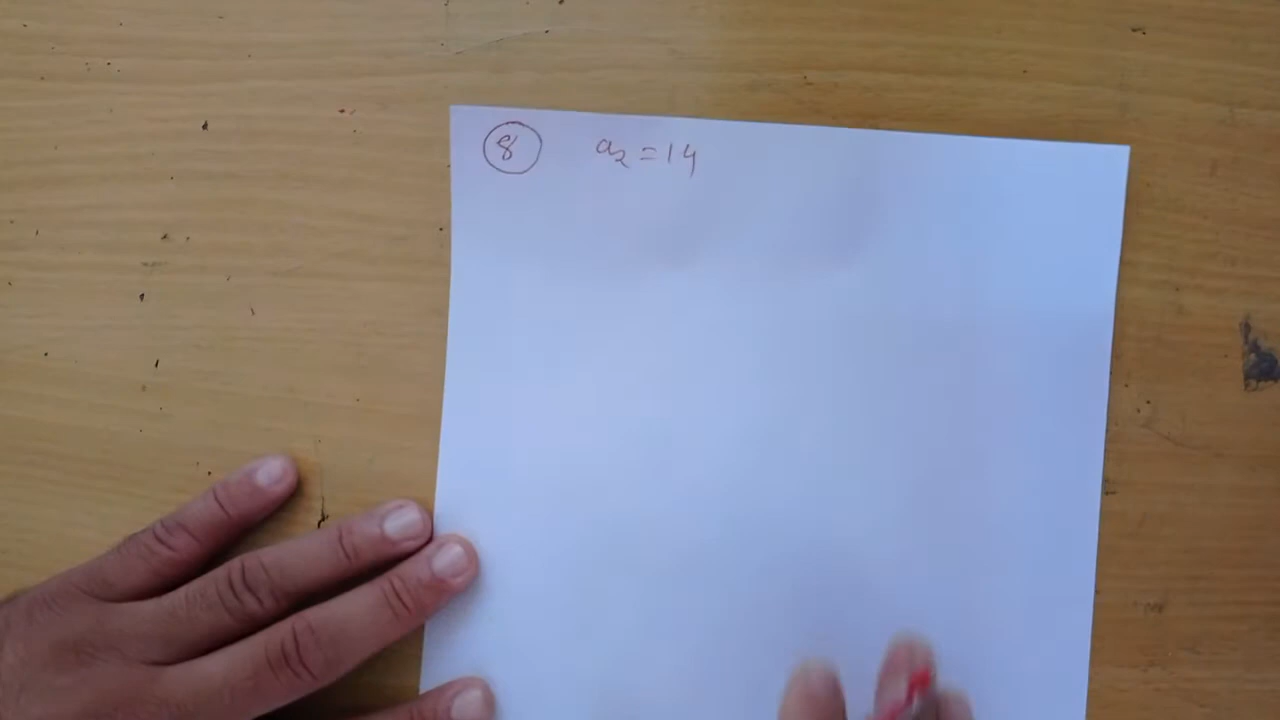 8 a₂ = 14